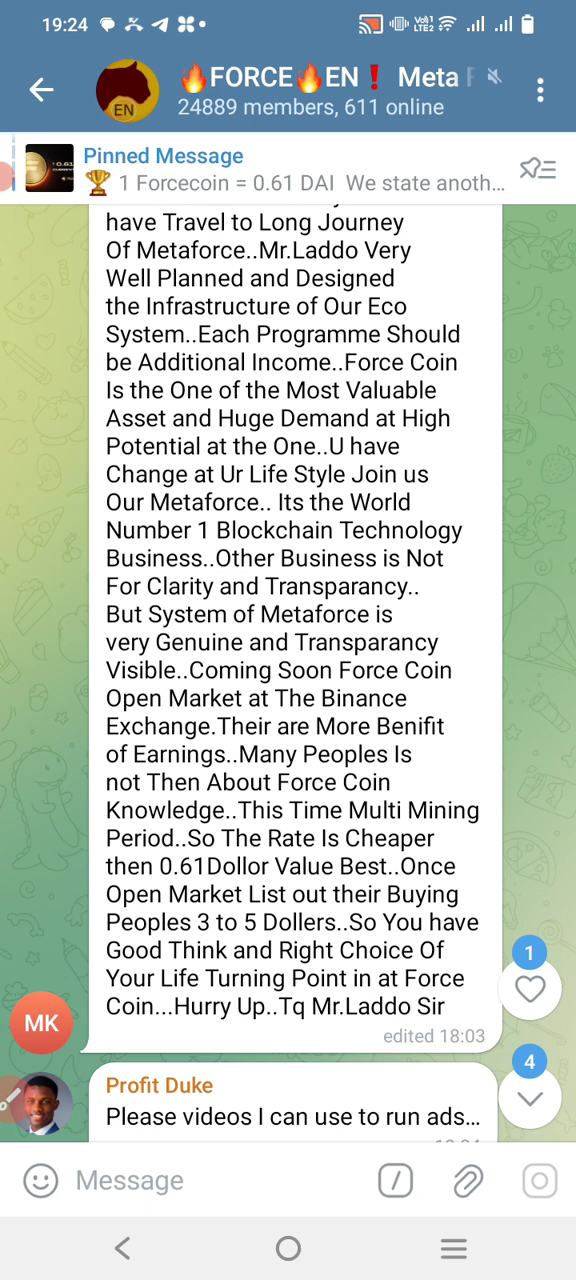 19:24
Vo) 1
LTE2
EN
🔥FORCE🔥EN❗ Meta
24889 members, 611 online
Pinned Message
🏆 1 Forcecoin = 0.61 DAI We state anoth...
have Travel to Long Journey
Of Metaforce..Mr.Laddo Very
Well Planned and Designed
the Infrastructure of Our Eco
System..Each Programme Should
be Additional Income..Force Coin
Is the One of the Most Valuable
Asset and Huge Demand at High
Potential at the One..U have
Change at Ur Life Style Join us
Our Metaforce.. Its the World
Number 1 Blockchain Technology
Business..Other Business is Not
For Clarity and Transparancy..
But System of Metaforce is
very Genuine and Transparancy
Visible..Coming Soon Force Coin
Open Market at The Binance
Exchange.Their are More Benifit
of Earnings..Many Peoples Is
not Then About Force Coin
Knowledge..This Time Multi Mining
Period..So The Rate Is Cheaper
then 0.61Dollor Value Best..Once
Open Market List out their Buying
Peoples 3 to 5 Dollers..So You have
Good Think and Right Choice Of
Your Life Turning Point in at Force
Coin...Hurry Up..Tq Mr.Laddo Sir
edited 18:03
1
MK
4
Profit Duke
Please videos I can use to run ads...
Message